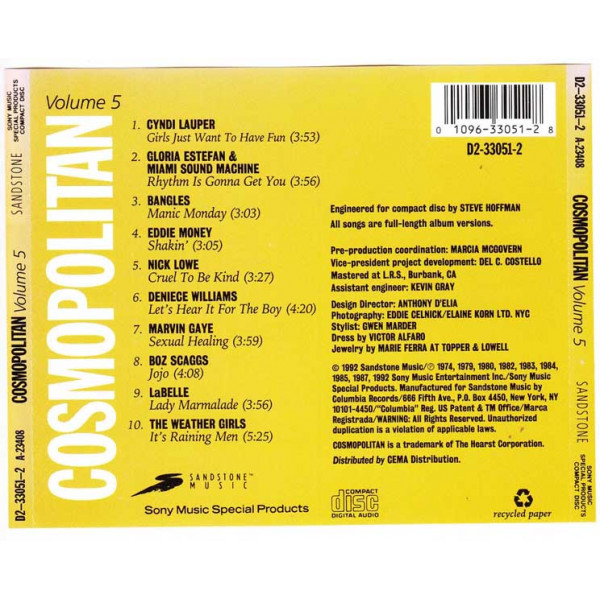 SONY MUSIC
SPECIAL PRODUCTS
COMPACT DISC
SANDSTONE
COSMOPOLITAN Volume 5
D2-33051-2 A-23408
COSMOPOLITAN
Volume 5
1. CYNDI LAUPER
Girls Just Want To Have Fun (3:53)
2. GLORIA ESTEFAN &
MIAMI SOUND MACHINE
Rhythm Is Gonna Get You (3:56)
3. BANGLES
Manic Monday (3:03)
4. EDDIE MONEY
Shakin' (3:05)
5. NICK LOWE
Cruel To Be Kind (3:27)
6. DENIECE WILLIAMS
Let's Hear It For The Boy (4:20)
7. MARVIN GAYE
Sexual Healing (3:59)
8. BOZ SCAGGS
Jojo (4:08)
9. LaBELLE
Lady Marmalade (3:56)
10. THE WEATHER GIRLS
It's Raining Men (5:25)
SANDSTONE™
MUSIC
Sony Music Special Products
0 1096-33051-2 8
D2-33051-2
Engineered for compact disc by STEVE HOFFMAN
All songs are full-length album versions.
Pre-production coordination: MARCIA MCGOVERN
Vice-president project development: DEL C. COSTELLO
Mastered at L.R.S., Burbank, CA
Assistant engineer: KEVIN GRAY
Design Director: ANTHONY D'ELIA
Photography: EDDIE CELNICK/ELAINE KORN LTD. NYC
Stylist: GWEN MARDER
Dress by VICTOR ALFARO
Jewelry by MARIE FERRA AT TOPPER & LOWELL
© 1992 Sandstone Music/℗ 1974, 1979, 1980, 1982, 1983, 1984,
1985, 1987, 1992 Sony Music Entertainment Inc./Sony Music
Special Products. Manufactured for Sandstone Music by
Columbia Records/666 Fifth Ave., P.O. Box 4450, New York, NY
10101-4450/"Columbia" Reg. US Patent & TM Office/Marca
Registrada/WARNING: All Rights Reserved. Unauthorized
duplication is a violation of applicable laws.
COSMOPOLITAN is a trademark of The Hearst Corporation.
Distributed by CEMA Distribution.
COMPACT
disc
DIGITAL AUDIO
recycled paper
D2-33051-2 A-23408
COSMOPOLITAN Volume 5
SANDSTONE
SONY MUSIC
SPECIAL PRODUCTS
COMPACT DISC